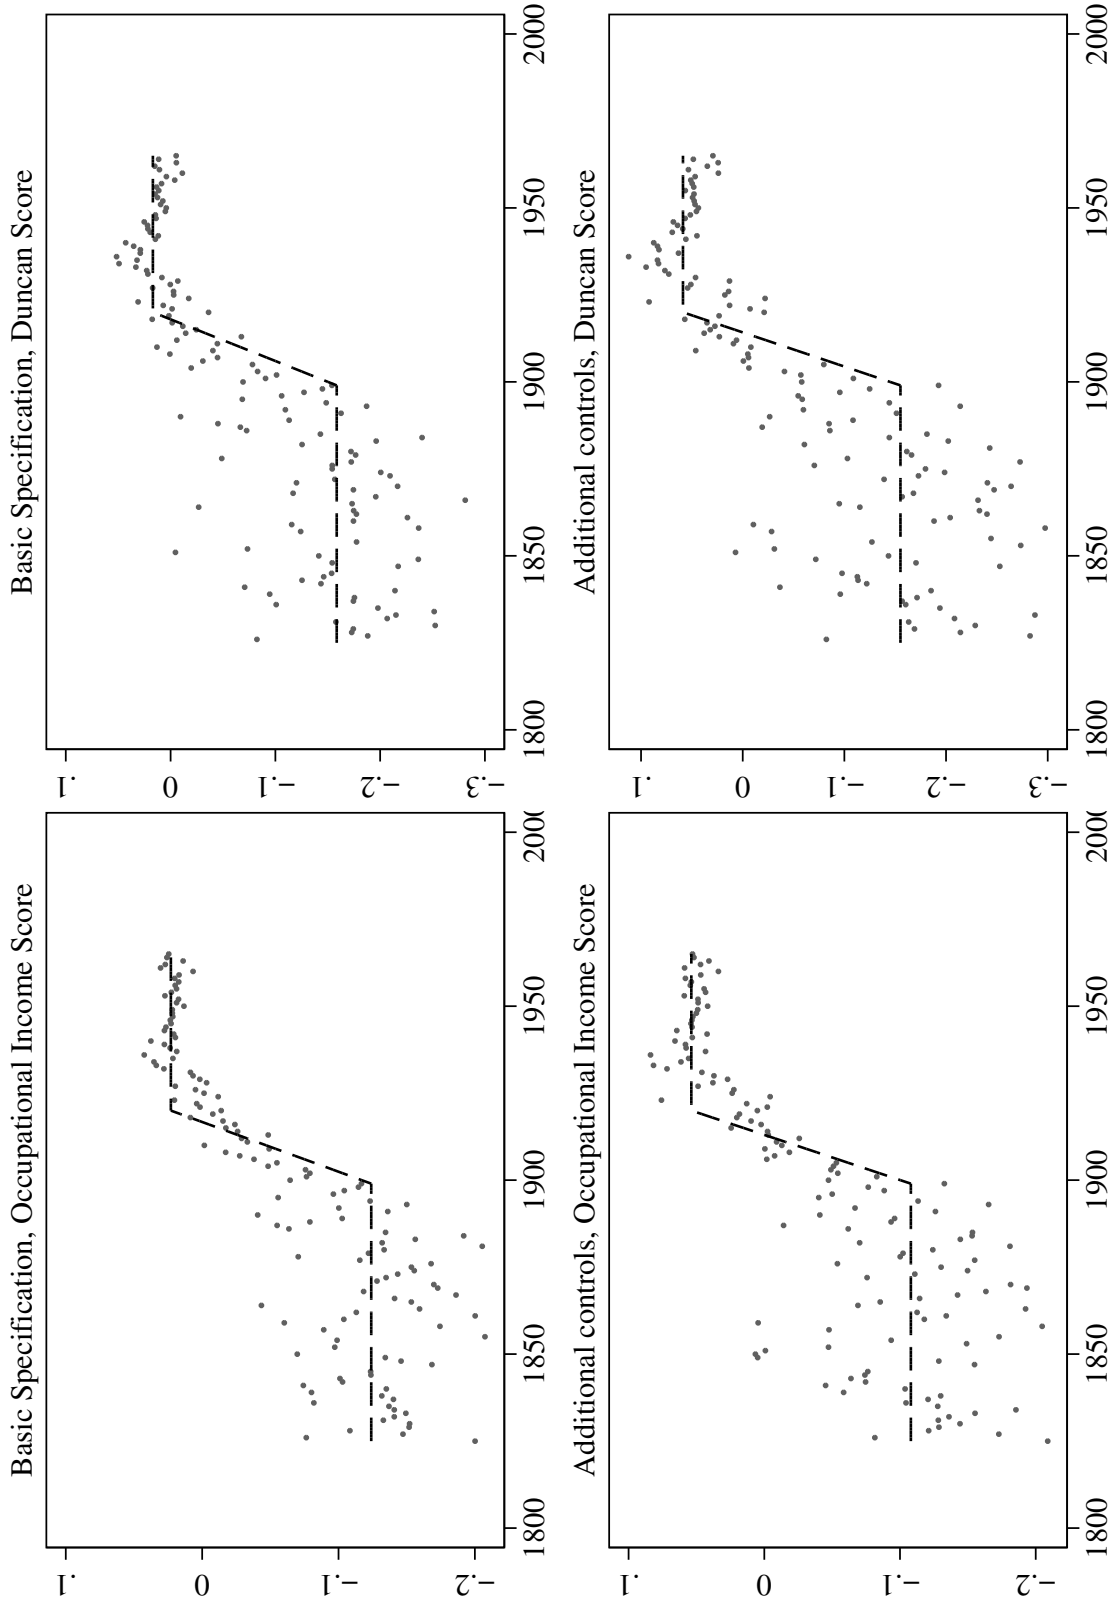 Basic Specification, Occupational Income Score
.1
0
−.1
−.2
1800 1850 1900 1950 2000
Basic Specification, Duncan Score
.1
0
−.1
−.2
−.3
1800 1850 1900 1950 2000
Additional controls, Occupational Income Score
.1
0
−.1
−.2
1800 1850 1900 1950 2000
Additional controls, Duncan Score
.1
0
−.1
−.2
−.3
1800 1850 1900 1950 2000